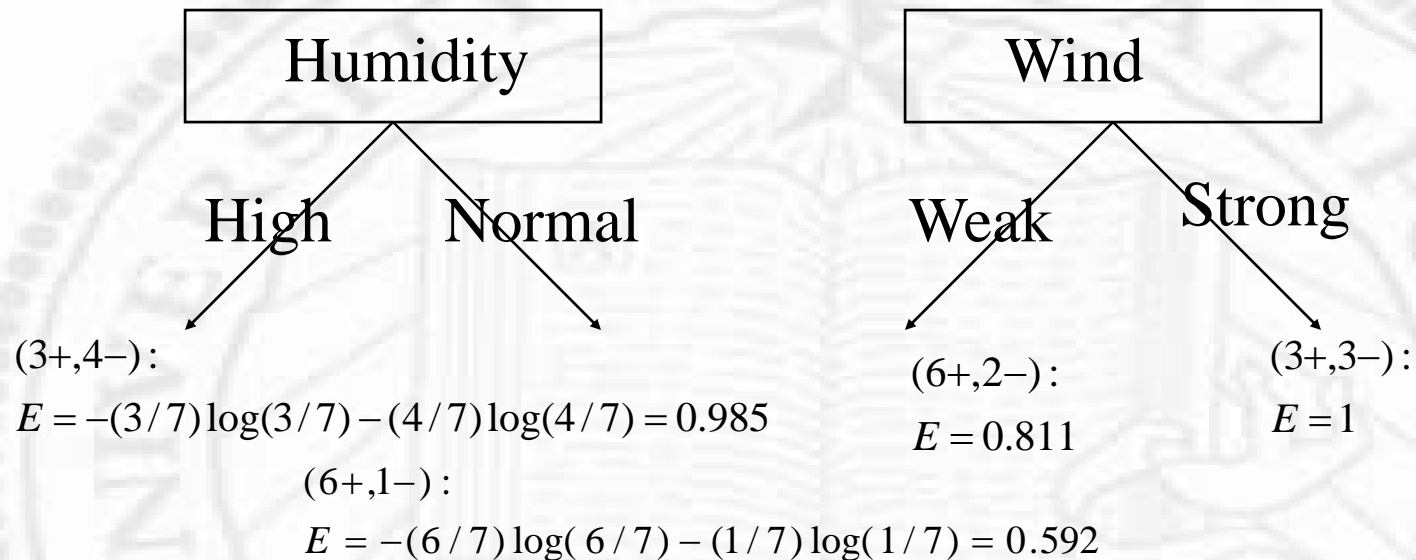 Humidity
Wind
High
Normal
Weak
Strong
(3+,4−):
E = −(3/7)log(3/7) − (4/7)log(4/7) = 0.985
(6+,1−):
E = −(6/7)log(6/7) − (1/7)log(1/7) = 0.592
(6+,2−):
E = 0.811
(3+,3−):
E = 1